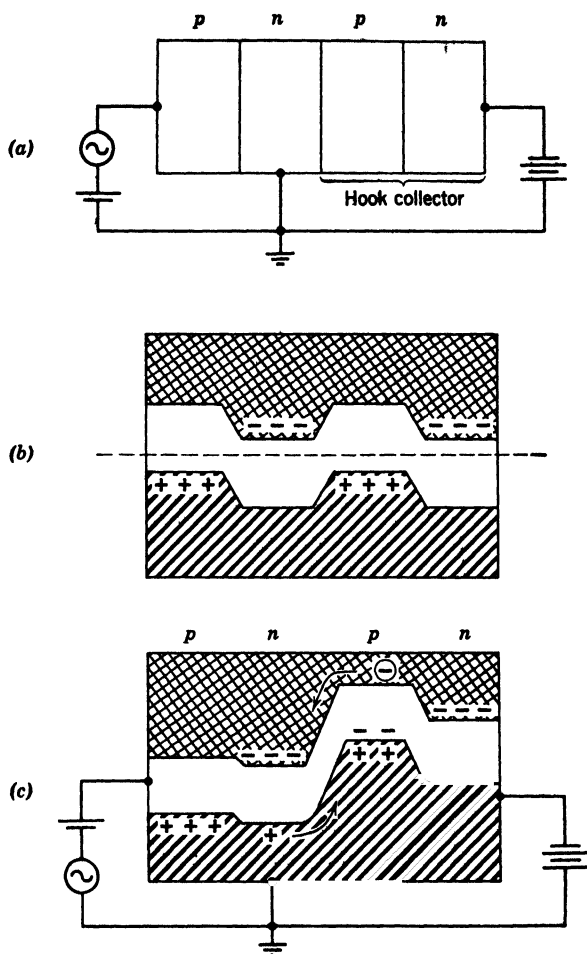 p n p n
(a)
Hook collector
(b)
− − − − − −
+ + + + + +
p n p n
−
− − −
− − −
− −
+ +
(c)
+ + +
+